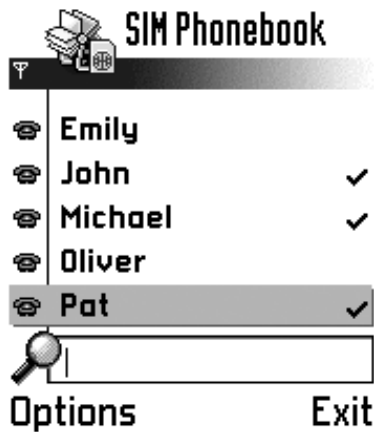 SIM Phonebook
Emily
John
Michael
Oliver
Pat
Options Exit